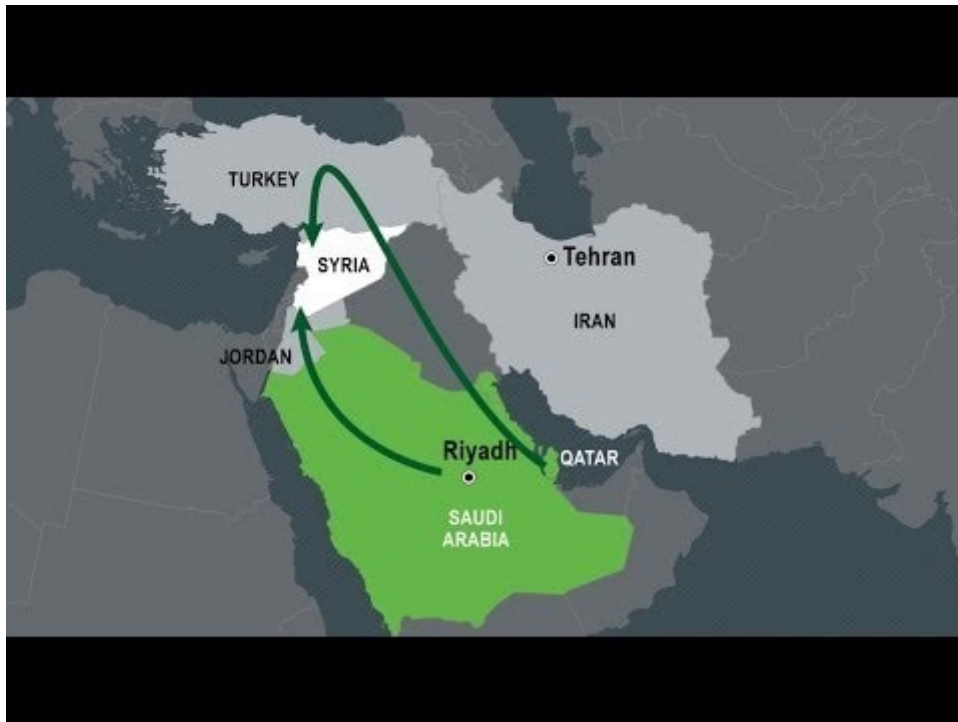 TURKEY
SYRIA
Tehran
IRAN
JORDAN
Riyadh
QATAR
SAUDI
ARABIA